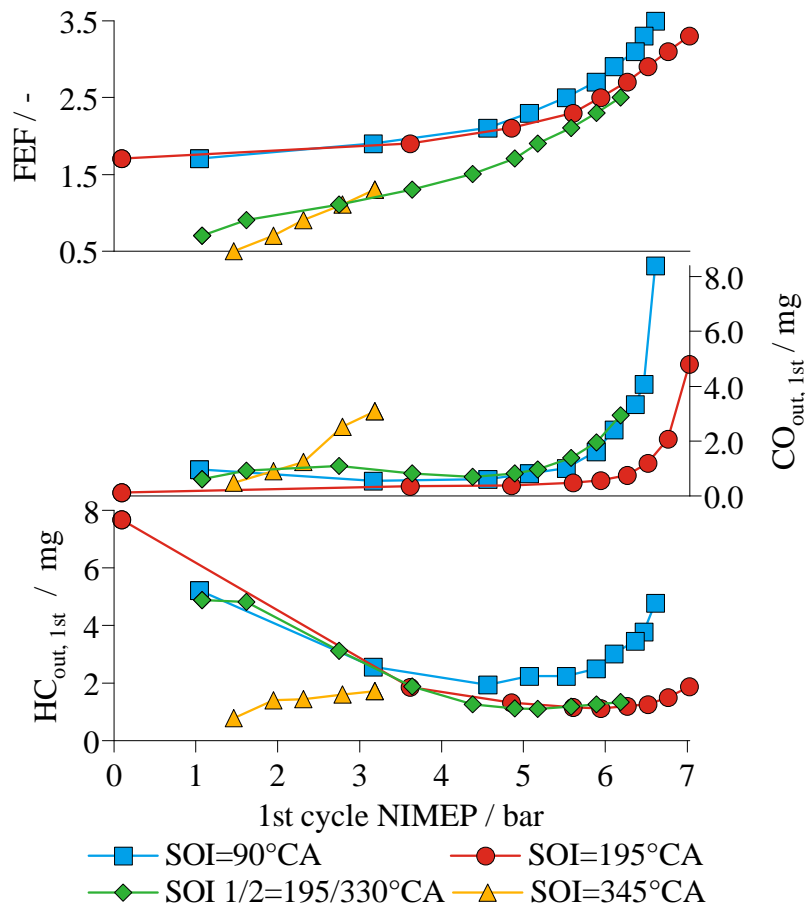 3.5
2.5
1.5
0.5
FEF / -
8.0
6.0
4.0
2.0
0.0
CO_out, 1st / mg
8
6
4
2
0
HC_out, 1st / mg
0 1 2 3 4 5 6 7
1st cycle NIMEP / bar
SOI=90°CA SOI=195°CA
SOI 1/2=195/330°CA SOI=345°CA